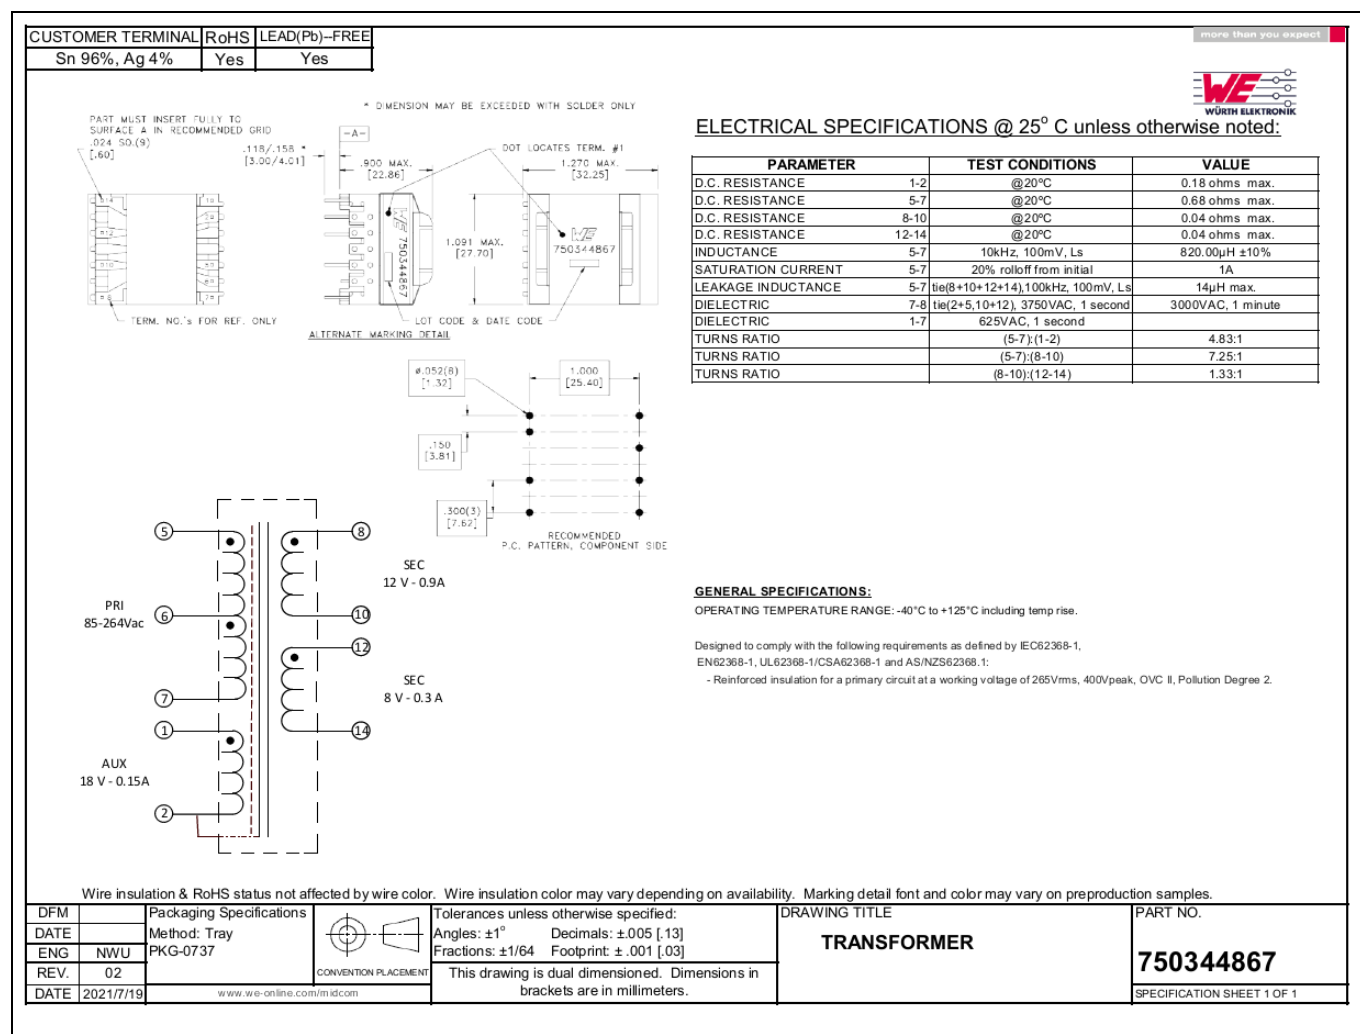 CUSTOMER TERMINAL RoHS LEAD(Pb)--FREE
Sn 96%, Ag 4% Yes Yes
more than you expect
WE
WÜRTH ELEKTRONIK
* DIMENSION MAY BE EXCEEDED WITH SOLDER ONLY
PART MUST INSERT FULLY TO
SURFACE A IN RECOMMENDED GRID
.024 SQ.(9)
[.60]
-A-
.118/.158 *
[3.00/4.01]
.900 MAX.
[22.86]
DOT LOCATES TERM. #1
1.270 MAX.
[32.25]
1.091 MAX.
[27.70]
WE 750344867
WE
750344867
TERM. NO.'s FOR REF. ONLY
LOT CODE & DATE CODE
ALTERNATE MARKING DETAIL
ø.052(8)
[1.32]
1.000
[25.40]
.150
[3.81]
.300(3)
[7.62]
RECOMMENDED
P.C. PATTERN, COMPONENT SIDE
ELECTRICAL SPECIFICATIONS @ 25° C unless otherwise noted:
PARAMETER TEST CONDITIONS VALUE
D.C. RESISTANCE 1-2 @20ºC 0.18 ohms max.
D.C. RESISTANCE 5-7 @20ºC 0.68 ohms max.
D.C. RESISTANCE 8-10 @20ºC 0.04 ohms max.
D.C. RESISTANCE 12-14 @20ºC 0.04 ohms max.
INDUCTANCE 5-7 10kHz, 100mV, Ls 820.00µH ±10%
SATURATION CURRENT 5-7 20% rolloff from initial 1A
LEAKAGE INDUCTANCE 5-7 tie(8+10+12+14),100kHz, 100mV, Ls 14µH max.
DIELECTRIC 7-8 tie(2+5,10+12), 3750VAC, 1 second 3000VAC, 1 minute
DIELECTRIC 1-7 625VAC, 1 second
TURNS RATIO (5-7):(1-2) 4.83:1
TURNS RATIO (5-7):(8-10) 7.25:1
TURNS RATIO (8-10):(12-14) 1.33:1
5
8
SEC
12 V - 0.9A
PRI
85-264Vac
6
10
12
SEC
8 V - 0.3 A
7
1
14
AUX
18 V - 0.15A
2
GENERAL SPECIFICATIONS:
OPERATING TEMPERATURE RANGE: -40°C to +125°C including temp rise.
Designed to comply with the following requirements as defined by IEC62368-1,
EN62368-1, UL62368-1/CSA62368-1 and AS/NZS62368.1:
- Reinforced insulation for a primary circuit at a working voltage of 265Vrms, 400Vpeak, OVC II, Pollution Degree 2.
Wire insulation & RoHS status not affected by wire color. Wire insulation color may vary depending on availability. Marking detail font and color may vary on preproduction samples.
DFM
DATE
ENG NWU
REV. 02
DATE 2021/7/19
Packaging Specifications
Method: Tray
PKG-0737
www.we-online.com/midcom
CONVENTION PLACEMENT
Tolerances unless otherwise specified:
Angles: ±1° Decimals: ±.005 [.13]
Fractions: ±1/64 Footprint: ± .001 [.03]
This drawing is dual dimensioned. Dimensions in
brackets are in millimeters.
DRAWING TITLE
TRANSFORMER
PART NO.
750344867
SPECIFICATION SHEET 1 OF 1